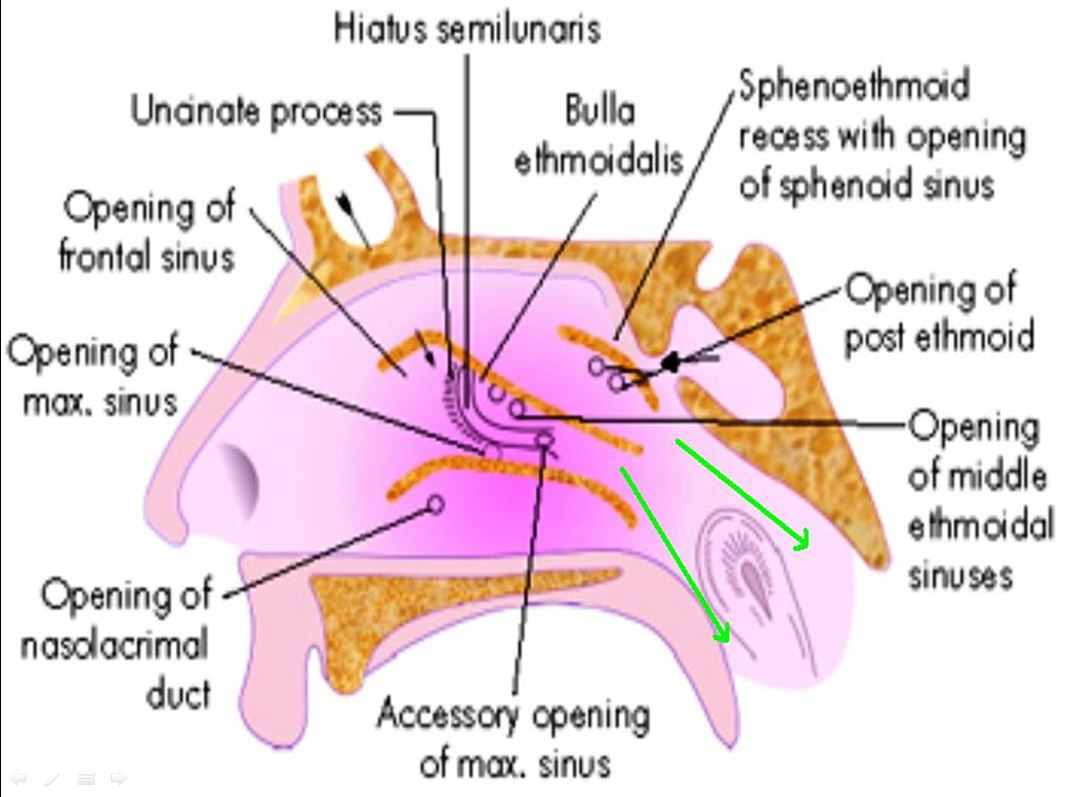 Hiatus semilunaris
Uncinate process
Bulla
ethmoidalis
Sphenoethmoid
recess with opening
of sphenoid sinus
Opening of
frontal sinus
Opening of
post ethmoid
Opening of
max. sinus
Opening
of middle
ethmoidal
sinuses
Opening of
nasolacrimal
duct
Accessory opening
of max. sinus